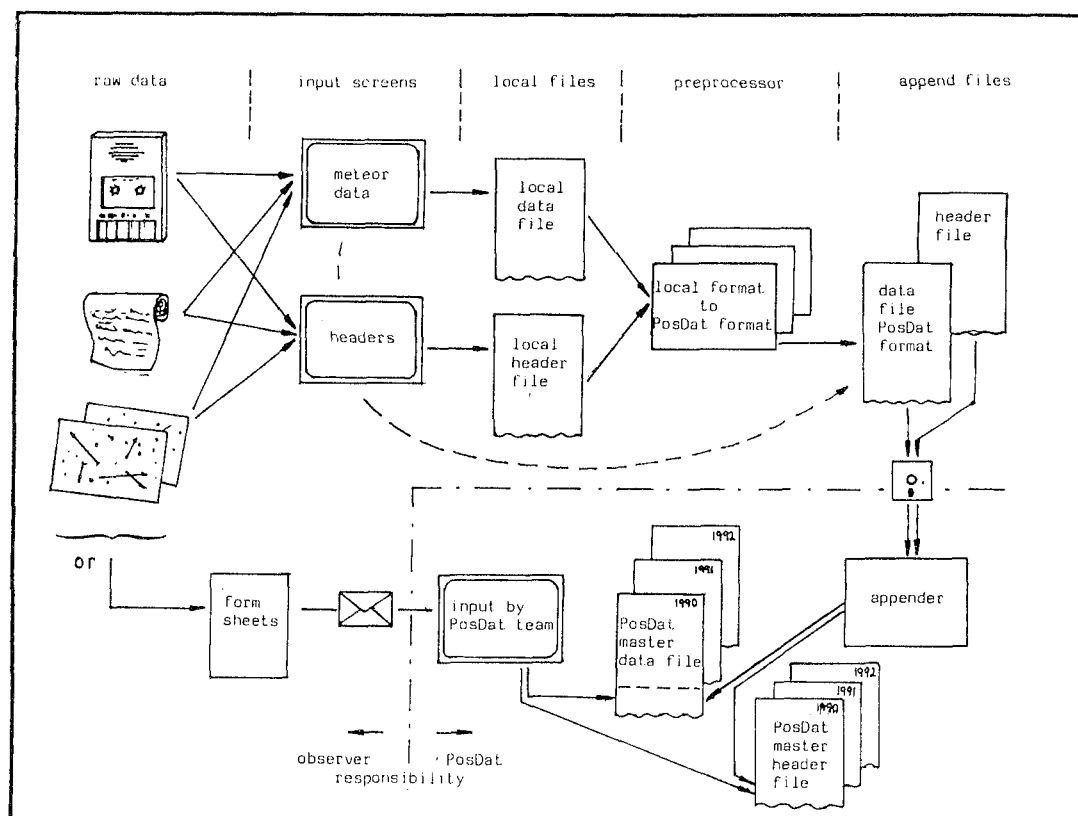 raw data
input screens
local files
preprocessor
append files
meteor
data
local
data
file
header
file
local format
to
PosDat format
data
file
PosDat
format
headers
local
header
file
or
form
sheets
input by
PosDat team
1992
1991
1990
PosDat
master
data file
appender
1992
1991
1990
PosDat
master
header
file
observer
PosDat
responsibility